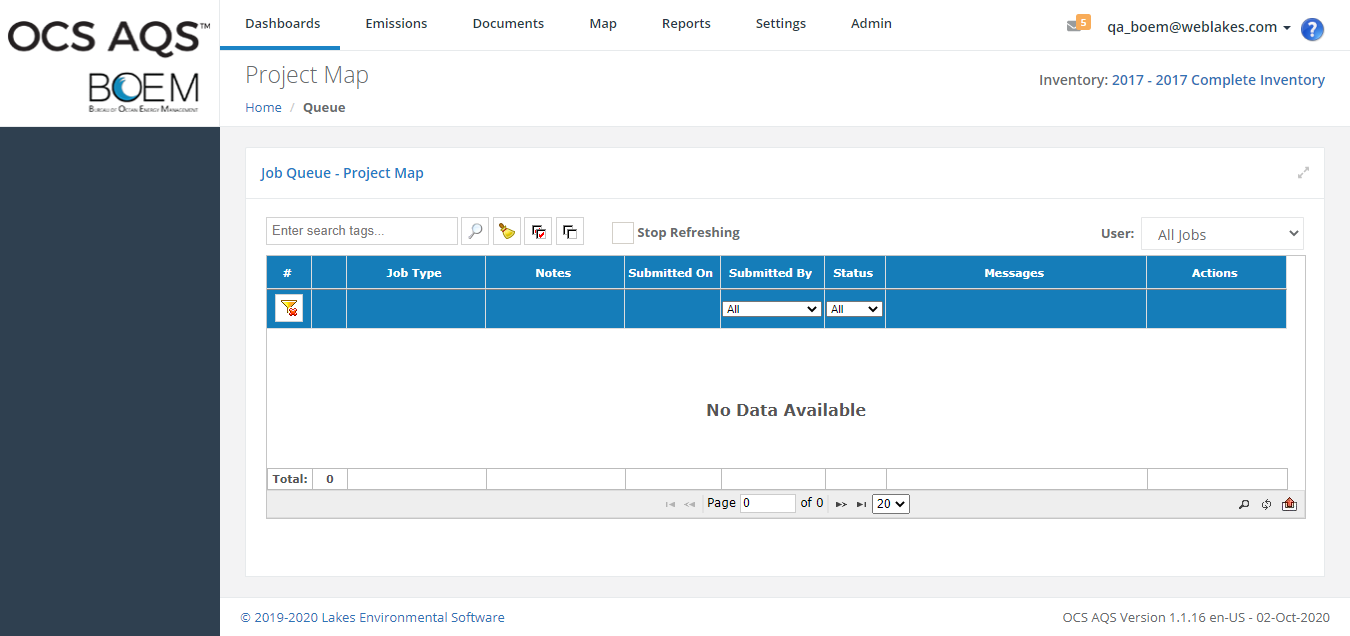 OCS AQS™
BOEM
BUREAU OF OCEAN ENERGY MANAGEMENT
Dashboards Emissions Documents Map Reports Settings Admin
5 qa_boem@weblakes.com ?
Project Map
Home / Queue
Inventory: 2017 - 2017 Complete Inventory
Job Queue - Project Map
Enter search tags...
Stop Refreshing
User: All Jobs
# Job Type Notes Submitted On Submitted By Status Messages Actions
All All
No Data Available
Total: 0
Page 0 of 0 20
© 2019-2020 Lakes Environmental Software
OCS AQS Version 1.1.16 en-US - 02-Oct-2020